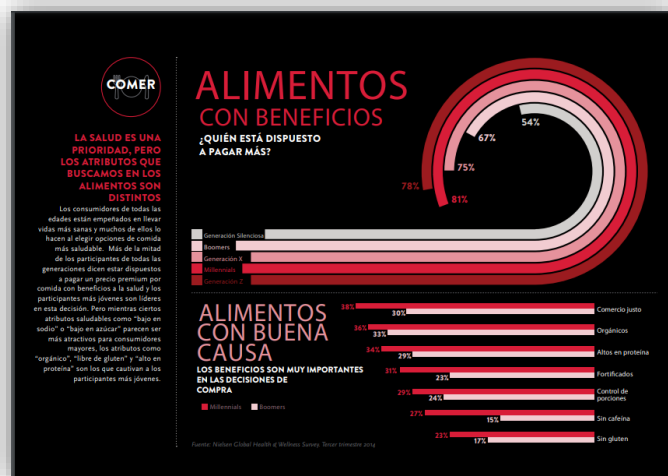 COMER
LA SALUD ES UNA
PRIORIDAD, PERO
LOS ATRIBUTOS QUE
BUSCAMOS EN LOS
ALIMENTOS SON
DISTINTOS
Los consumidores de todas las
edades están empeñados en llevar
vidas más sanas y muchos de ellos lo
hacen al elegir opciones de comida
más saludable. Más de la mitad
de los participantes de todas las
generaciones dicen estar dispuestos
a pagar un precio premium por
comida con beneficios a la salud y los
participantes más jóvenes son líderes
en esta decisión. Pero mientras ciertos
atributos saludables como "bajo en
sodio" o "bajo en azúcar" parecen ser
más atractivos para consumidores
mayores, los atributos como
"orgánico", "libre de gluten" y "alto en
proteína" son los que cautivan a los
participantes más jóvenes.
ALIMENTOS
CON BENEFICIOS
¿QUIÉN ESTÁ DISPUESTO
A PAGAR MÁS?
54%
67%
75%
78%
81%
Generación Silenciosa
Boomers
Generación X
Millennials
Generación Z
ALIMENTOS
CON BUENA
CAUSA
LOS BENEFICIOS SON MUY IMPORTANTES
EN LAS DECISIONES DE
COMPRA
Millennials Boomers
38%
30%
Comercio justo
36%
33%
Orgánicos
34%
29%
Altos en proteína
31%
23%
Fortificados
29%
24%
Control de
porciones
27%
15%
Sin cafeína
23%
17%
Sin gluten
Fuente: Nielsen Global Health & Wellness Survey, Tercer trimestre 2014